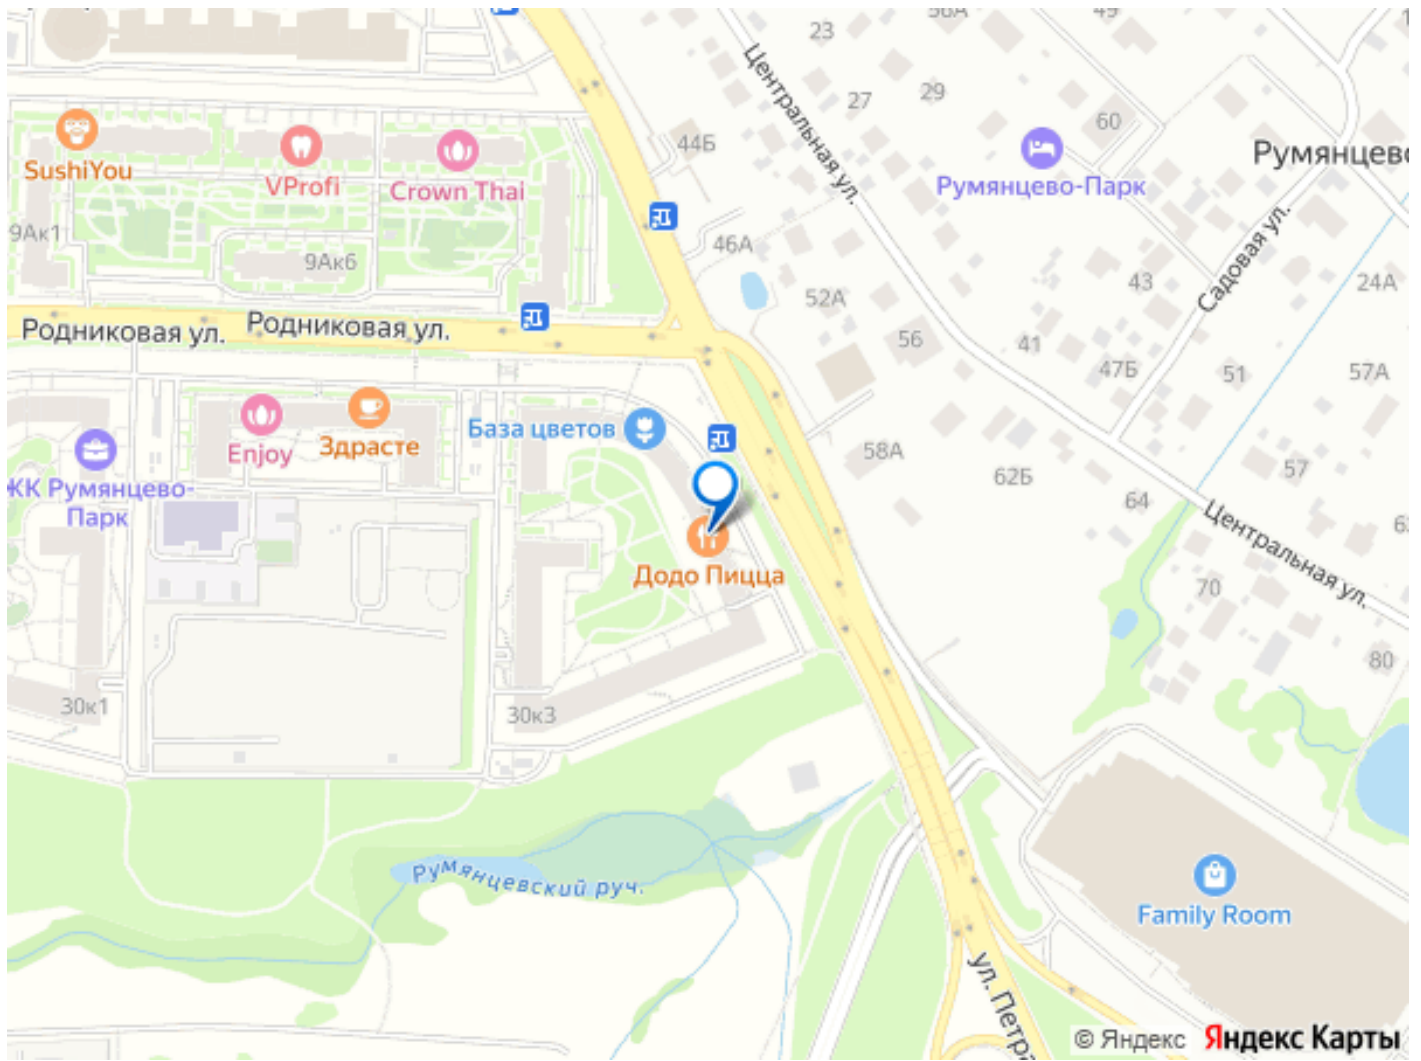 23
49
Центральная ул.
27
29
60
44Б
SushiYou
VProfi
Crown Thai
Румянцево-Парк
Румянцево
9Ак1
9Ак6
46А
52А
43
Садовая ул.
24А
Родниковая ул.
Родниковая ул.
56
41
47Б
51
57А
Enjoy
Здрасте
База цветов
58А
62Б
64
57
ЖК Румянцево-
Парк
Додо Пицца
Центральная ул.
70
80
30к1
30к3
Румянцевский руч.
Family Room
ул. Петра
© Яндекс Яндекс Карты